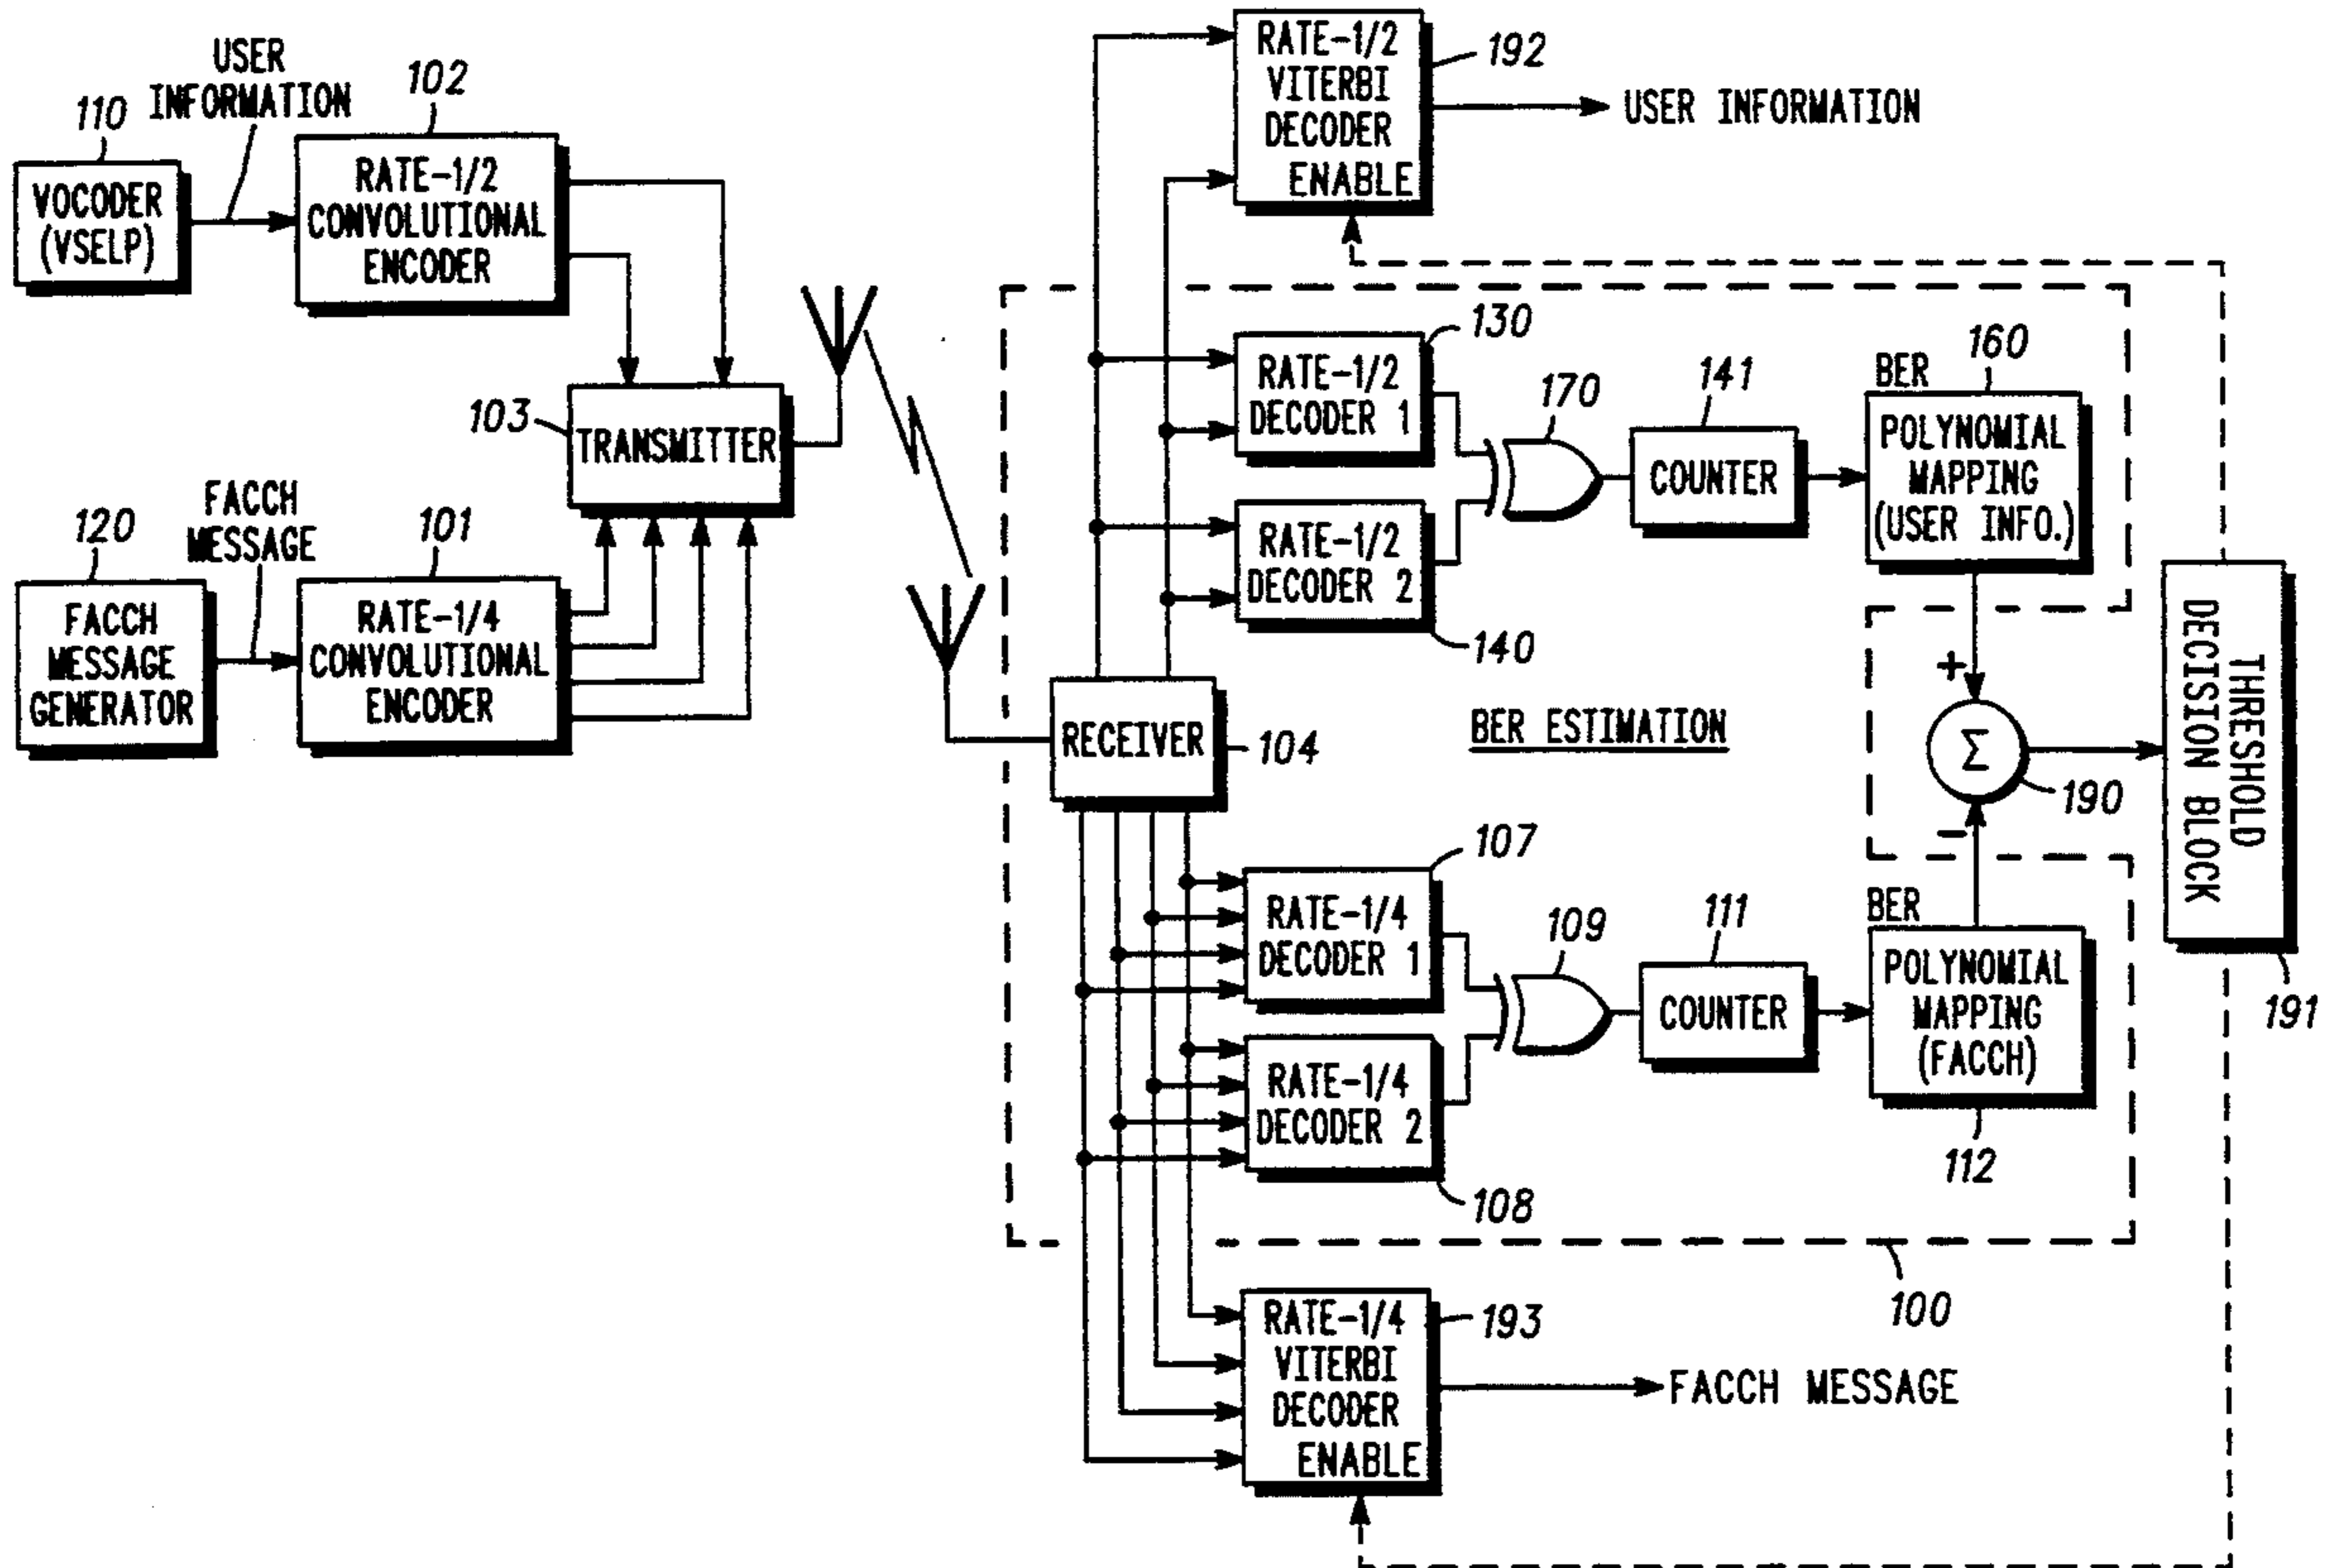 USER
INFORMATION
110
102
VOCODER
(VSELP)
RATE-1/2
CONVOLUTIONAL
ENCODER
103
TRANSMITTER
FACCH
MESSAGE
120
101
FACCH
MESSAGE
GENERATOR
RATE-1/4
CONVOLUTIONAL
ENCODER
RATE-1/2
VITERBI
DECODER
ENABLE
192
USER INFORMATION
130
RATE-1/2
DECODER 1
RATE-1/2
DECODER 2
140
170
141
COUNTER
BER
160
POLYNOMIAL
MAPPING
(USER INFO.)
RECEIVER
104
BER ESTIMATION
+
Σ
190
-
THRESHOLD
DECISION BLOCK
191
107
RATE-1/4
DECODER 1
RATE-1/4
DECODER 2
108
109
111
COUNTER
BER
POLYNOMIAL
MAPPING
(FACCH)
112
100
RATE-1/4
VITERBI
DECODER
ENABLE
193
FACCH MESSAGE